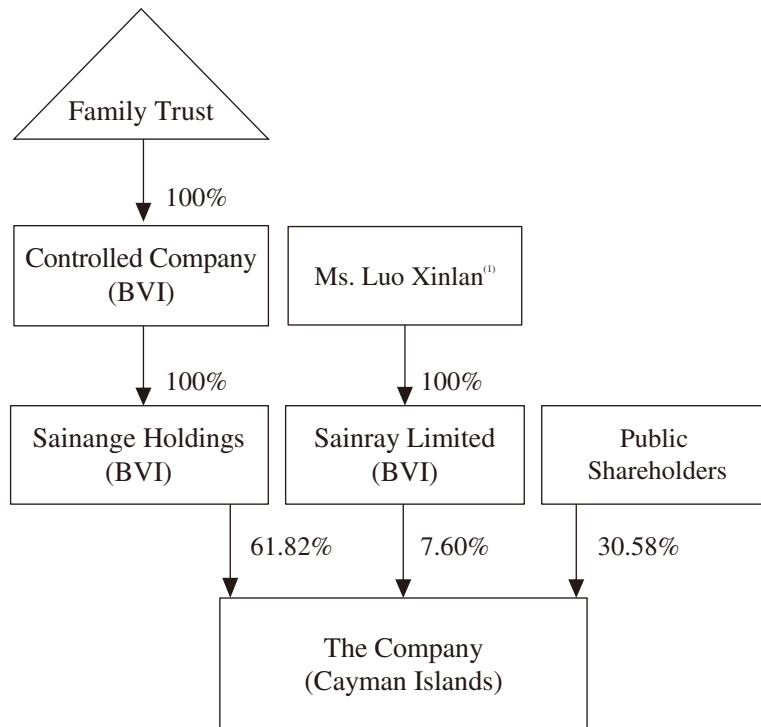 Family Trust
100%
Controlled Company
(BVI)
Ms. Luo Xinlan(1)
100%
100%
Sainange Holdings
(BVI)
Sainray Limited
(BVI)
Public
Shareholders
61.82%
7.60%
30.58%
The Company
(Cayman Islands)